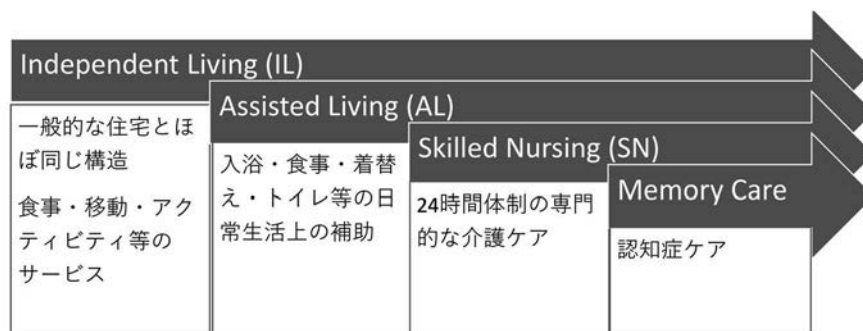 Independent Living (IL)
一般的な住宅とほ
ぼ同じ構造
食事・移動・アク
ティビティ等の
サービス
Assisted Living (AL)
入浴・食事・着替
え・トイレ等の日
常生活上の補助
Skilled Nursing (SN)
24時間体制の専門
的な介護ケア
Memory Care
認知症ケア